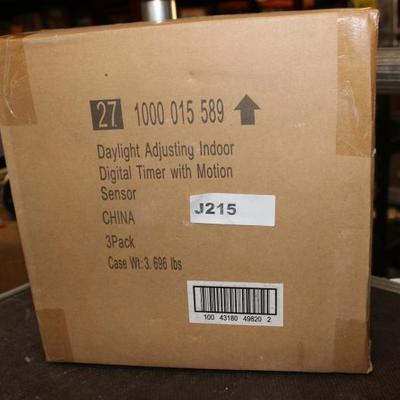 27 1000 015 589
Daylight Adjusting Indoor
Digital Timer with Motion
Sensor
J215
CHINA
3Pack
Case Wt: 3.696 lbs
100 43180 49820 2